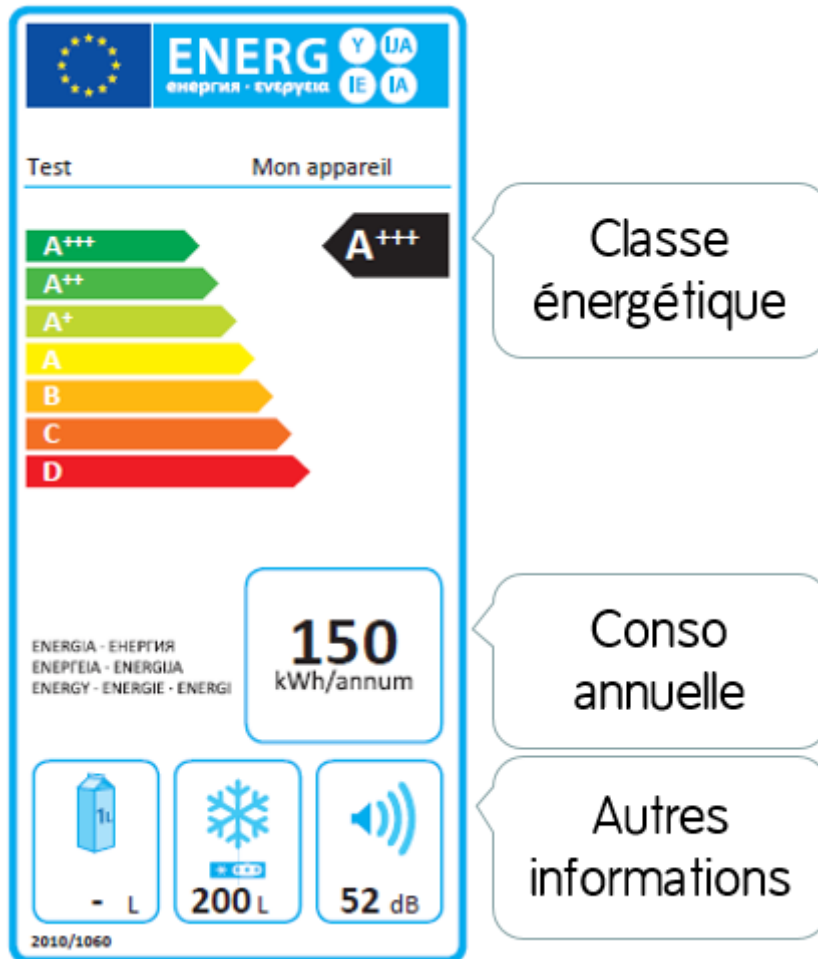 ENERG Y IJA
енергия · ενεργεια IE IA
Test Mon appareil
A+++ A+++
A++
A+
A
B
C
D
Classe
énergétique
ENERGIA - ЕНЕРГИЯ
ΕΝΕΡΓΕΙΑ - ENERGIJA
ENERGY - ENERGIE - ENERGI
150
kWh/annum
Conso
annuelle
1L
- L
200 L
52 dB
Autres
informations
2010/1060